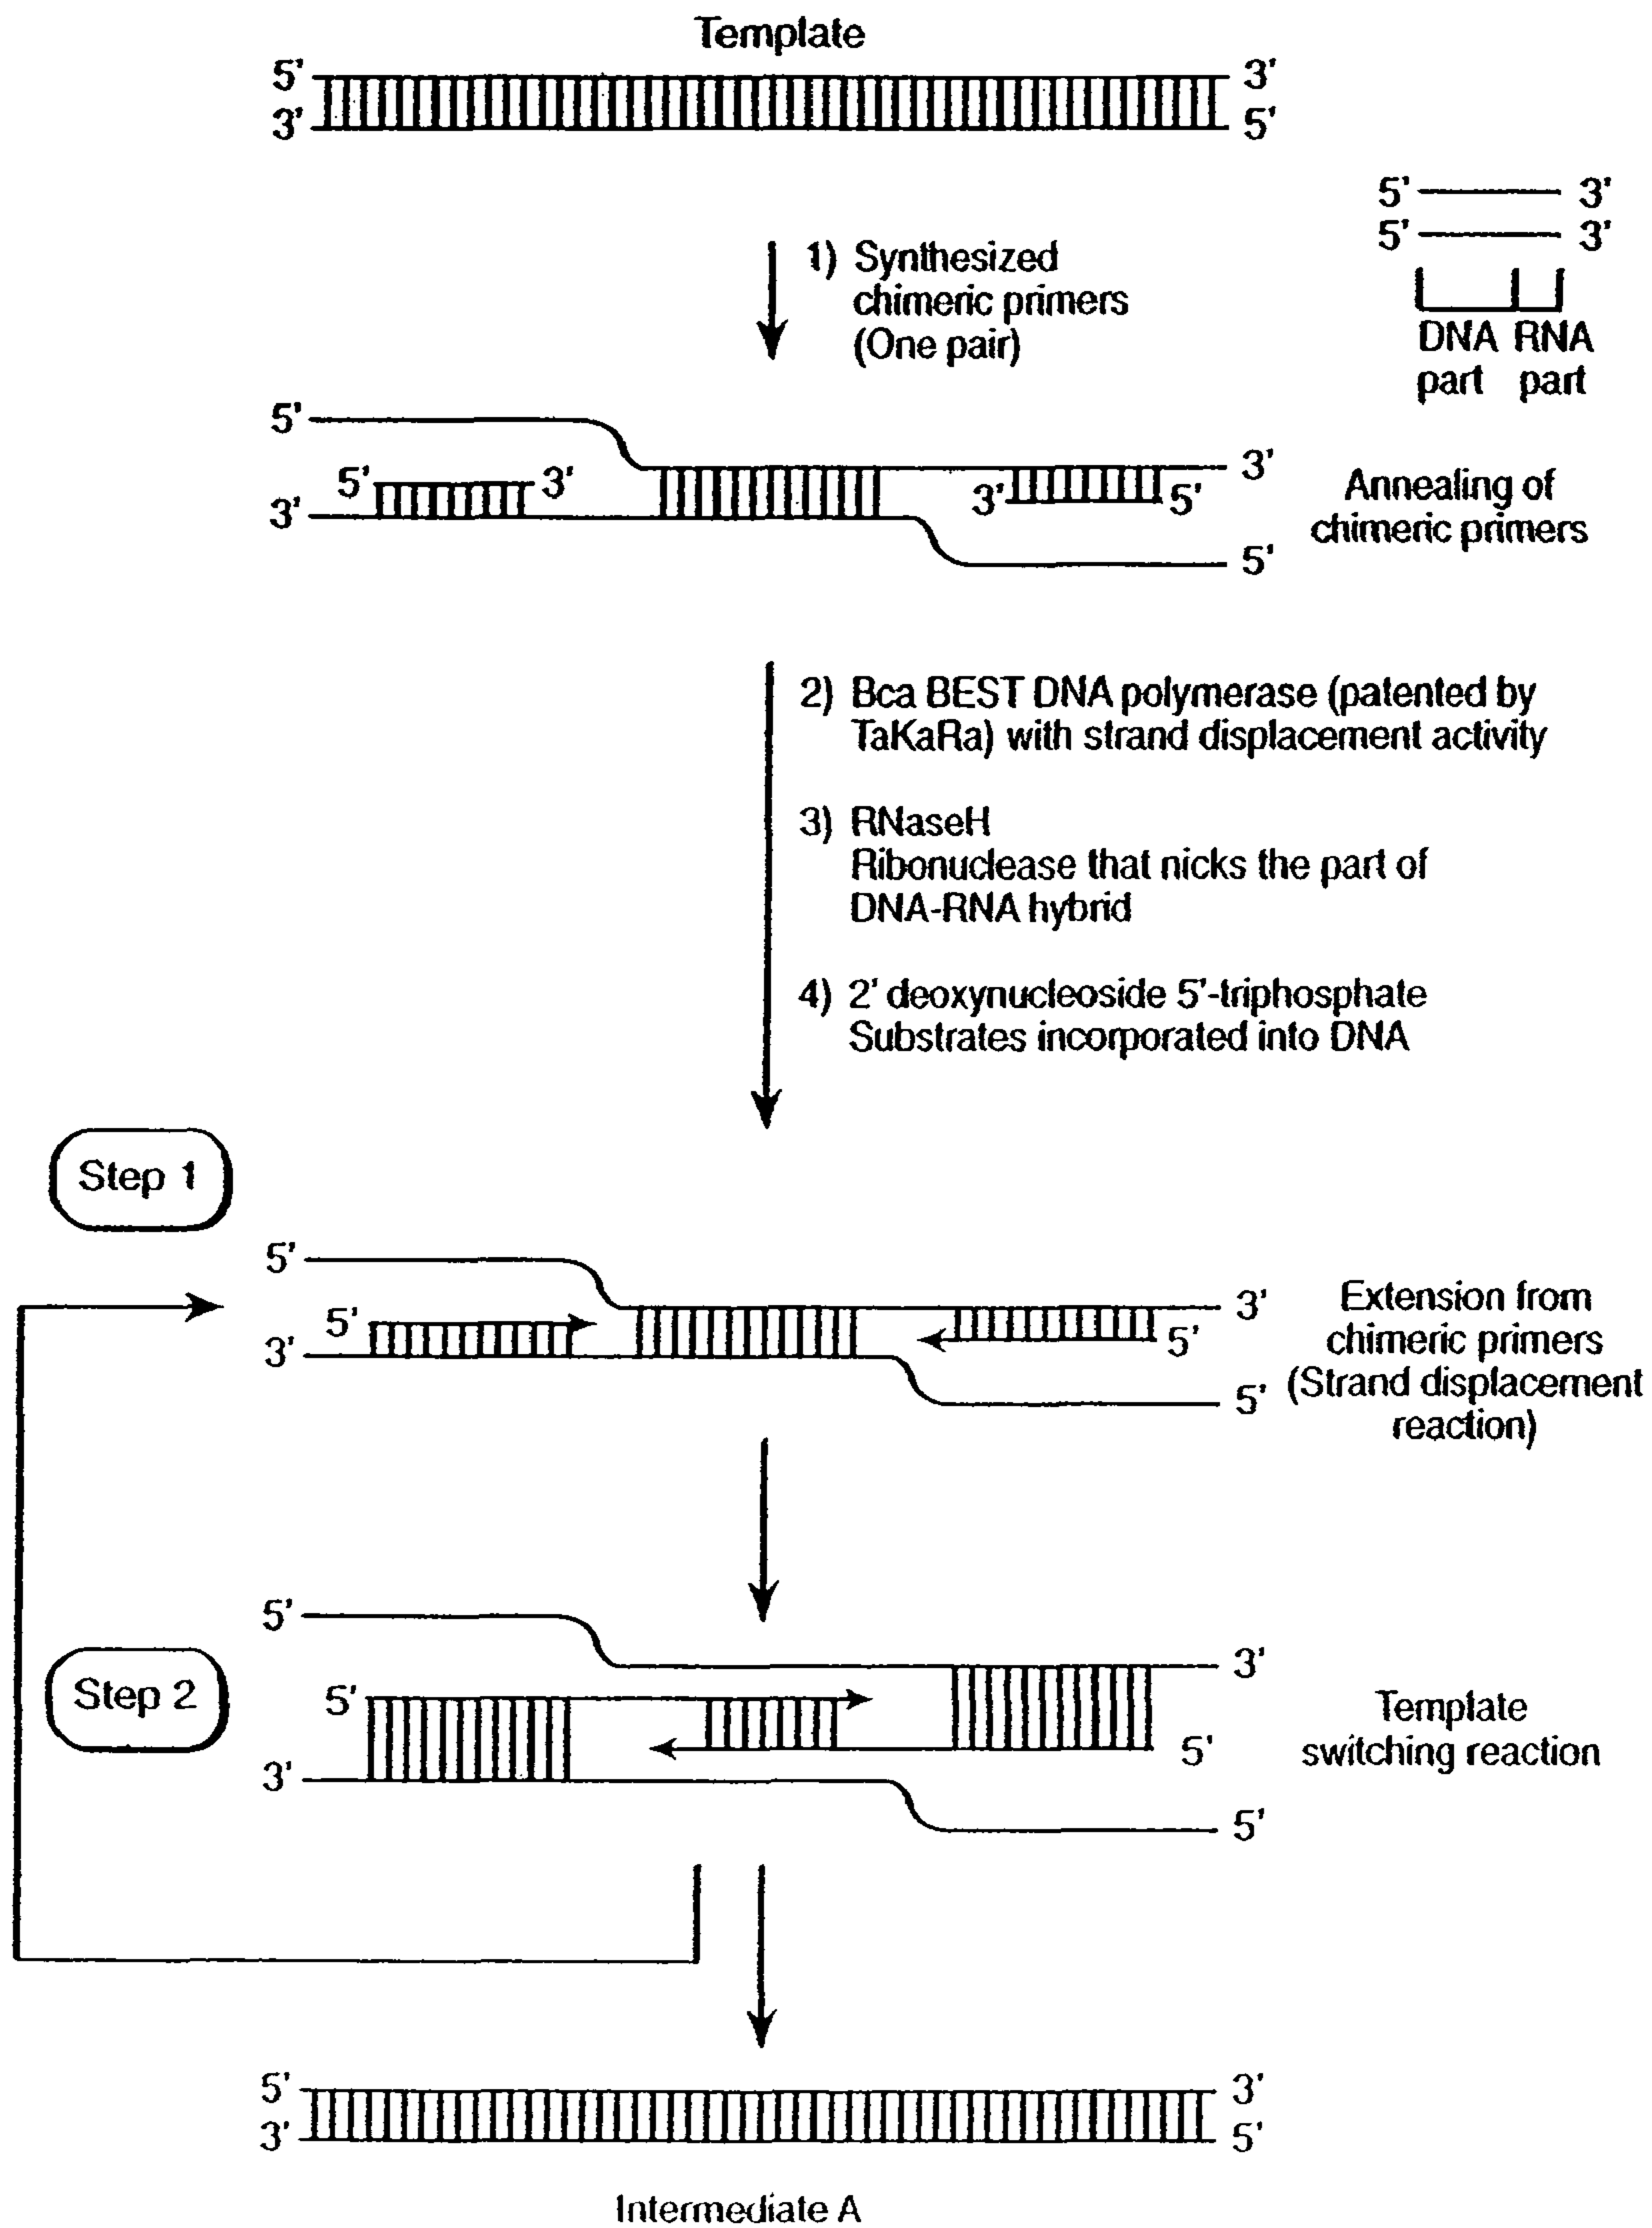 Template
5' 3'
3' 5'
5' 3'
5' 3'
1) Synthesized
chimeric primers
(One pair)
DNA RNA
part part
5'
5' 3' 3'
3' 3' 5'
5'
Annealing of
chimeric primers
2) Bca BEST DNA polymerase (patented by
TaKaRa) with strand displacement activity
3) RNaseH
Ribonuclease that nicks the part of
DNA-RNA hybrid
4) 2' deoxynucleoside 5'-triphosphate
Substrates incorporated into DNA
Step 1
5'
5' 3'
3' 5'
5'
Extension from
chimeric primers
(Strand displacement
reaction)
Step 2
5'
3'
5'
5'
3'
5'
Template
switching reaction
5' 3'
3' 5'
Intermediate A